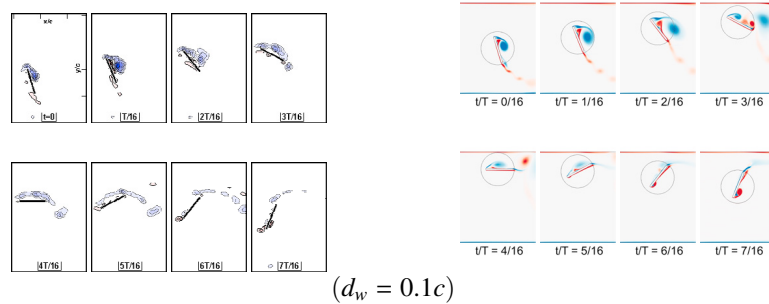 x/c
y/c
t=0
T/16
2T/16
3T/16
t/T = 0/16
t/T = 1/16
t/T = 2/16
t/T = 3/16
4T/16
5T/16
6T/16
7T/16
t/T = 4/16
t/T = 5/16
t/T = 6/16
t/T = 7/16
(d_w = 0.1c)